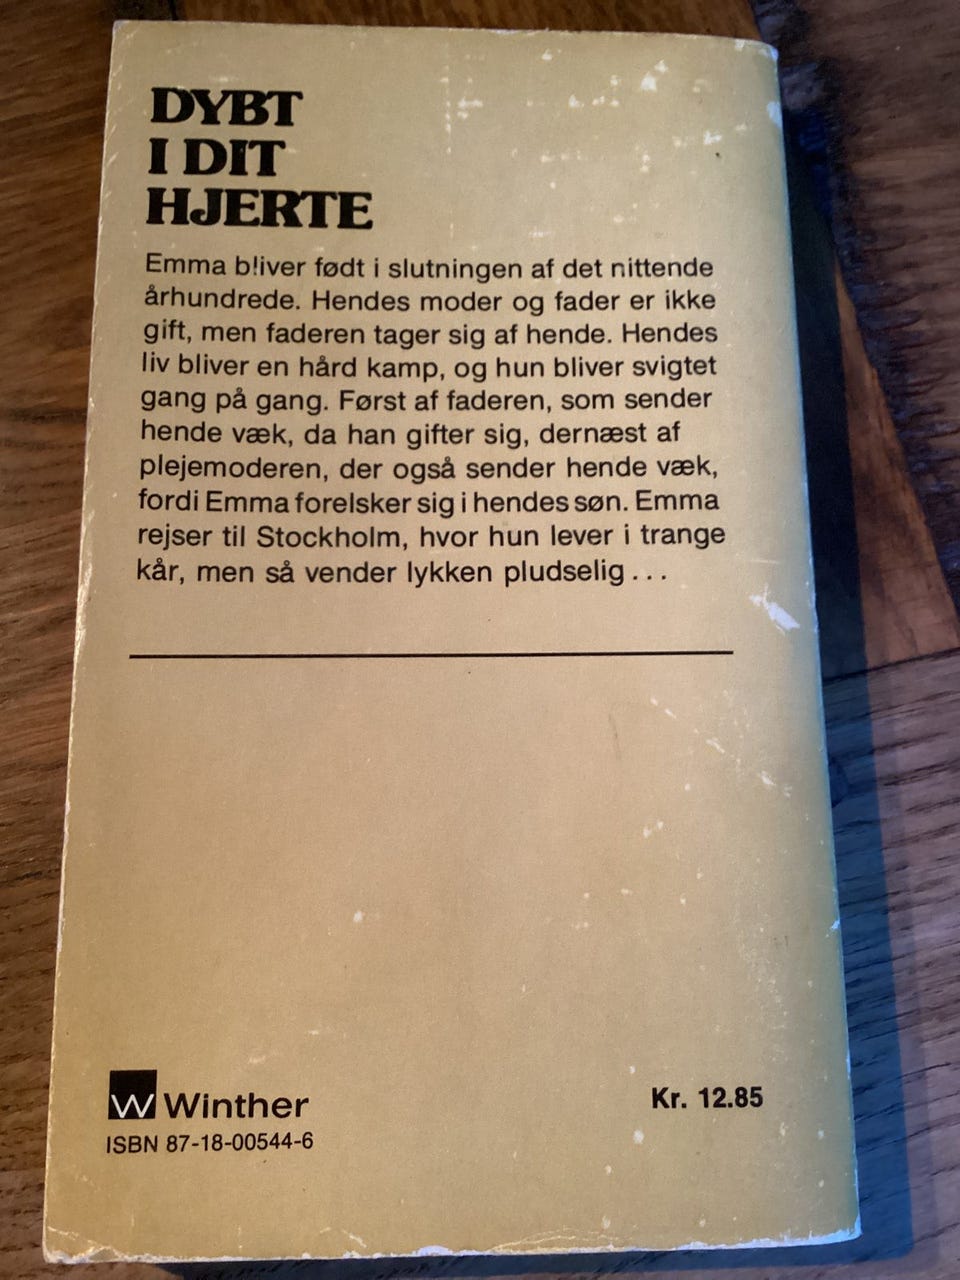 DYBT
I DIT
HJERTE
Emma bliver født i slutningen af det nittende
århundrede. Hendes moder og fader er ikke
gift, men faderen tager sig af hende. Hendes
liv bliver en hård kamp, og hun bliver svigtet
gang på gang. Først af faderen, som sender
hende væk, da han gifter sig, dernæst af
plejemoderen, der også sender hende væk,
fordi Emma forelsker sig i hendes søn. Emma
rejser til Stockholm, hvor hun lever i trange
kår, men så vender lykken pludselig...
W Winther
ISBN 87-18-00544-6
Kr. 12.85